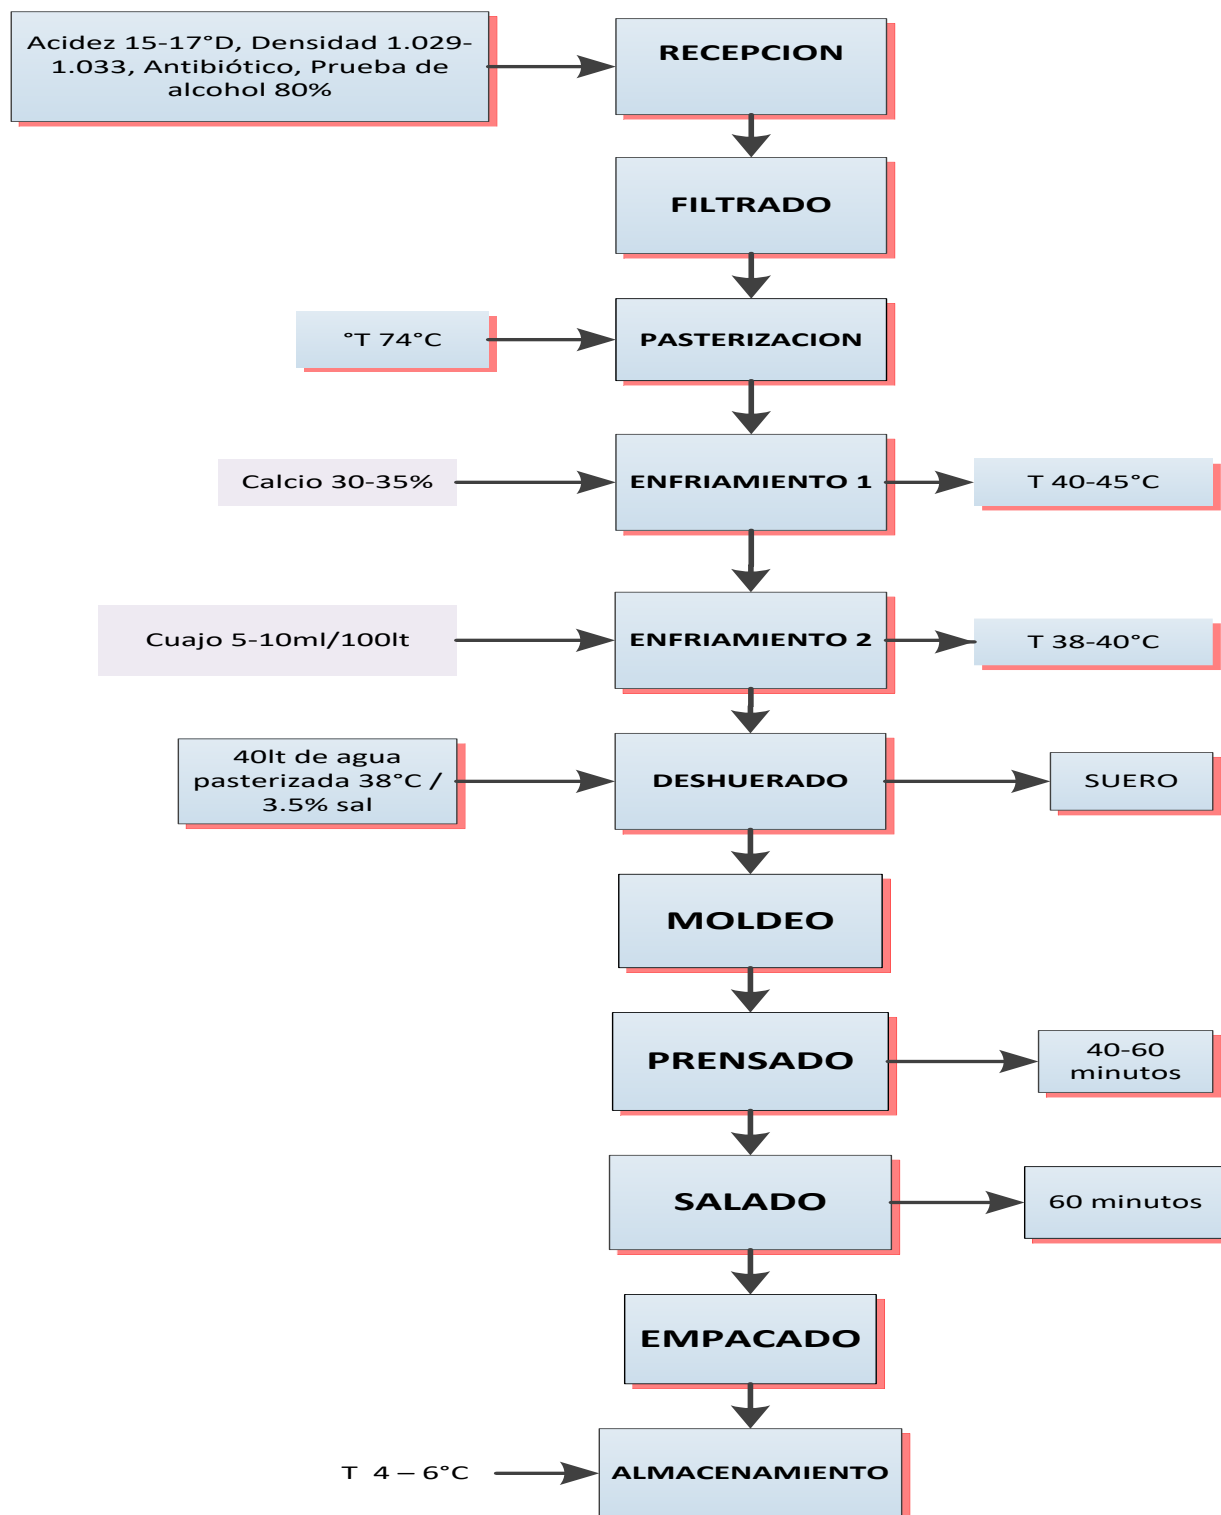 Acidez 15-17°D, Densidad 1.029-
1.033, Antibiótico, Prueba de
alcohol 80%
RECEPCION
FILTRADO
°T 74°C
PASTERIZACION
Calcio 30-35%
ENFRIAMIENTO 1
T 40-45°C
Cuajo 5-10ml/100lt
ENFRIAMIENTO 2
T 38-40°C
40lt de agua
pasterizada 38°C /
3.5% sal
DESHUERADO
SUERO
MOLDEO
PRENSADO
40-60
minutos
SALADO
60 minutos
EMPACADO
T 4 – 6°C
ALMACENAMIENTO